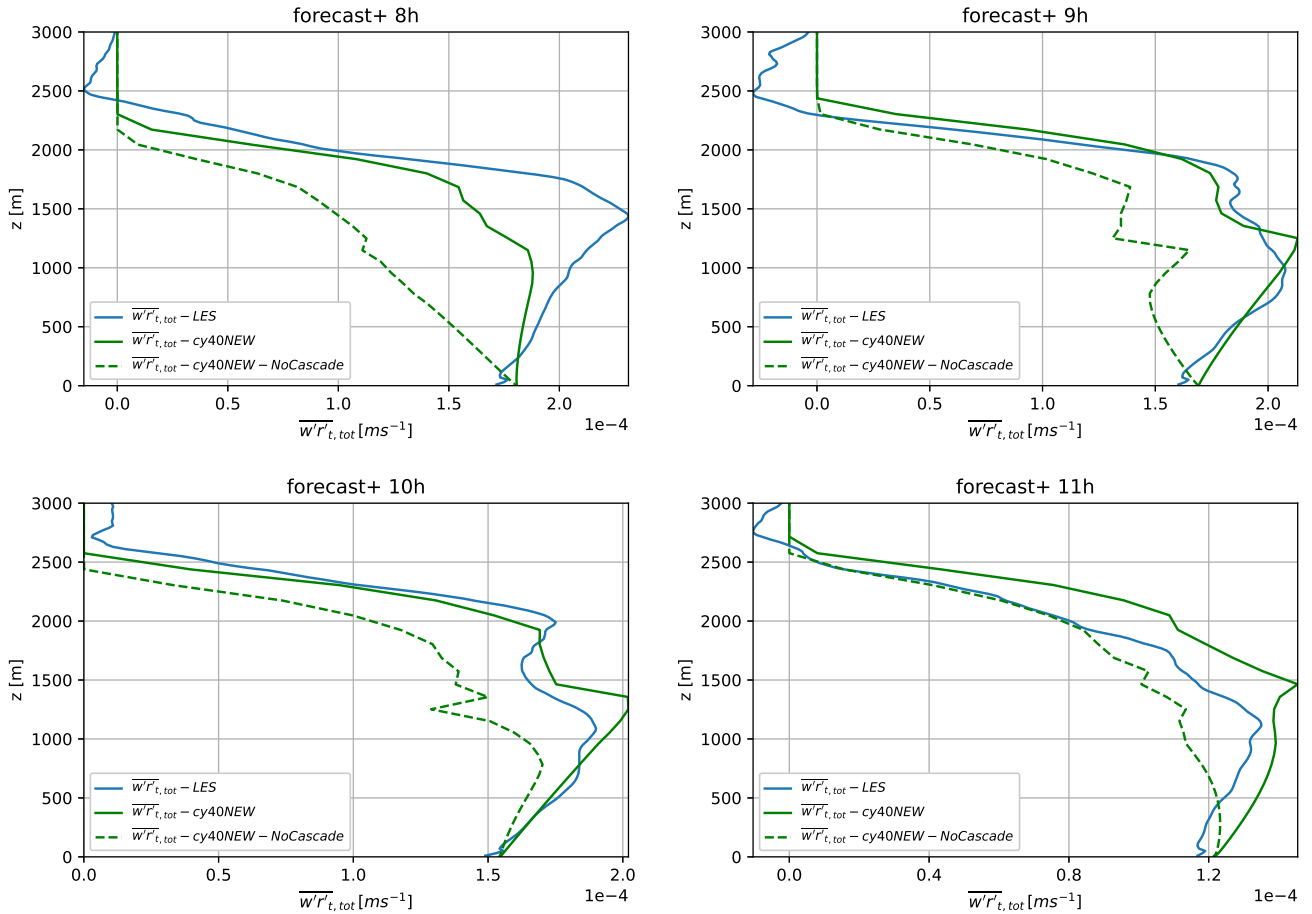 forecast+ 8h
3000
2500
2000
1500
1000
500
0
z [m]
w'r'_{t,tot} − LES
w'r'_{t,tot} − cy40NEW
w'r'_{t,tot} − cy40NEW − NoCascade
0.0 0.5 1.0 1.5 2.0
1e−4
w'r'_{t,tot} [ms⁻¹]
forecast+ 9h
3000
2500
2000
1500
1000
500
0
z [m]
w'r'_{t,tot} − LES
w'r'_{t,tot} − cy40NEW
w'r'_{t,tot} − cy40NEW − NoCascade
0.0 0.5 1.0 1.5 2.0
1e−4
w'r'_{t,tot} [ms⁻¹]
forecast+ 10h
3000
2500
2000
1500
1000
500
0
z [m]
w'r'_{t,tot} − LES
w'r'_{t,tot} − cy40NEW
w'r'_{t,tot} − cy40NEW − NoCascade
0.0 0.5 1.0 1.5 2.0
1e−4
w'r'_{t,tot} [ms⁻¹]
forecast+ 11h
3000
2500
2000
1500
1000
500
0
z [m]
w'r'_{t,tot} − LES
w'r'_{t,tot} − cy40NEW
w'r'_{t,tot} − cy40NEW − NoCascade
0.0 0.4 0.8 1.2
1e−4
w'r'_{t,tot} [ms⁻¹]